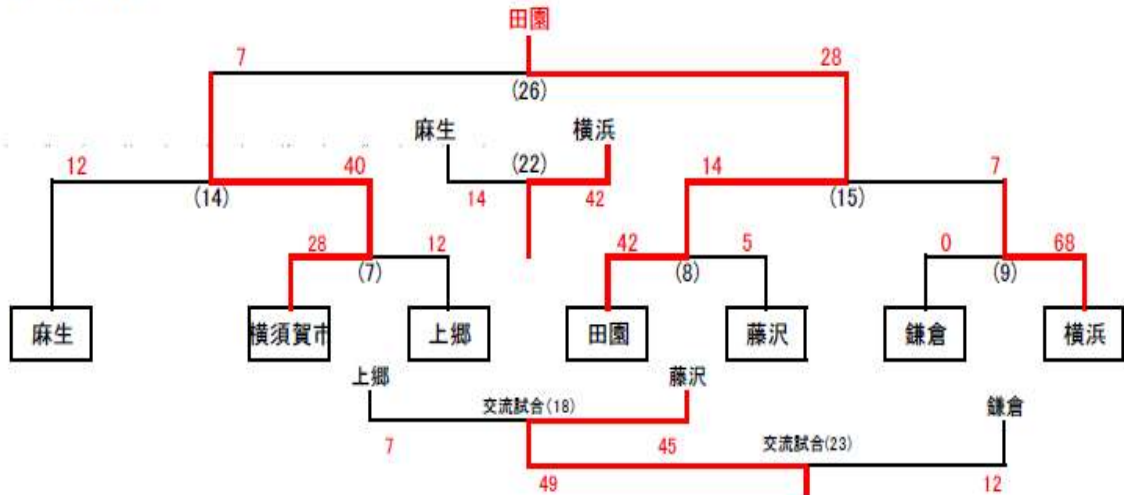 田園
7 28
(26)
麻生 横浜
(22)
12 40 14 7
(14) 14 42 (15)
28 12 42 5 0 68
(7) (8) (9)
麻生 横須賀市 上郷 田園 藤沢 鎌倉 横浜
上郷 藤沢
交流試合(18) 鎌倉
7 45 交流試合(23)
49 12